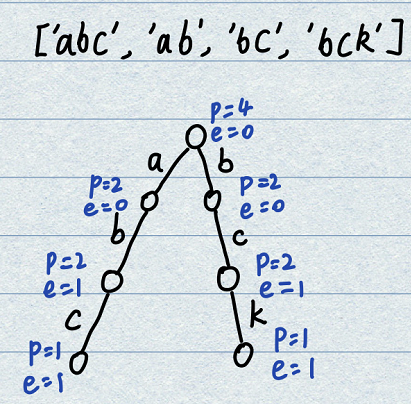 ['abc', 'ab', 'bc', 'bck']
p=4
e=0
a
b
p=2
e=0
p=2
e=0
b
c
p=2
e=1
p=2
e=1
c
k
p=1
e=1
p=1
e=1